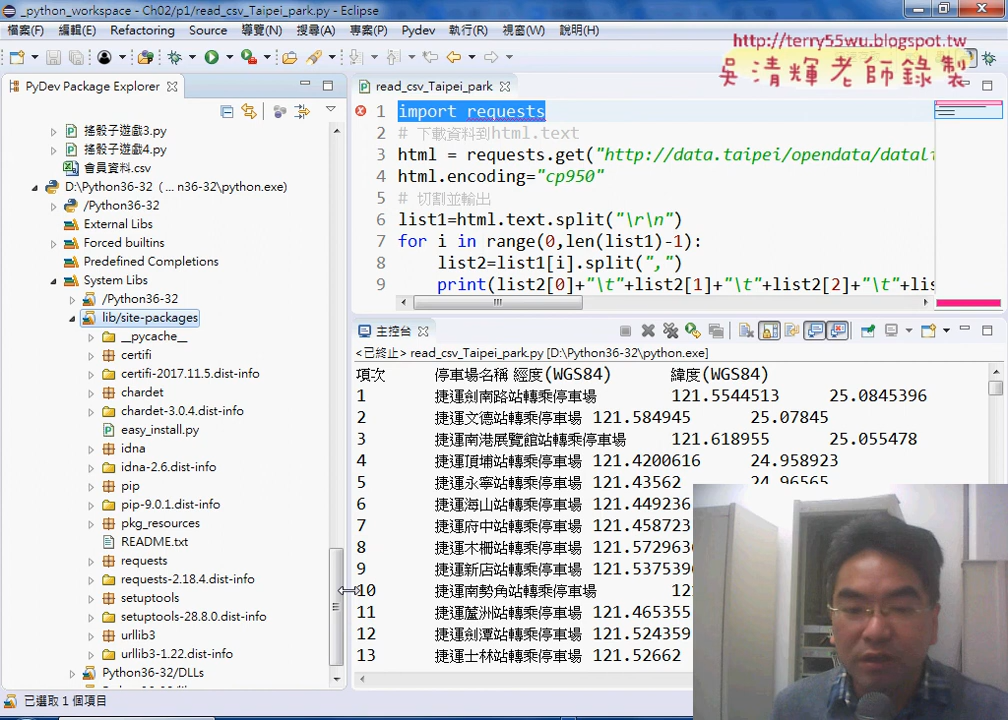 _python_workspace - Ch02/p1/read_csv_Taipei_park.py - Eclipse
檔案(F) 編輯(E) Refactoring Source 導覽(N) 搜尋(A) 專案(P) Pydev 執行(R) 視窗(W) 說明(H)
http://terry55wu.blogspot.tw
吳清輝老師錄製
PyDev Package Explorer
搖骰子遊戲3.py
搖骰子遊戲4.py
會員資料.csv
D:\Python36-32 (... n36-32\python.exe)
/Python36-32
External Libs
Forced builtins
Predefined Completions
System Libs
/Python36-32
lib/site-packages
__pycache__
certifi
certifi-2017.11.5.dist-info
chardet
chardet-3.0.4.dist-info
easy_install.py
idna
idna-2.6.dist-info
pip
pip-9.0.1.dist-info
pkg_resources
README.txt
requests
requests-2.18.4.dist-info
setuptools
setuptools-28.8.0.dist-info
urllib3
urllib3-1.22.dist-info
Python36-32/DLLs
read_csv_Taipei_park
1 import requests
2 # 下載資料到html.text
3 html = requests.get("http://data.taipei/opendata/datal
4 html.encoding="cp950"
5 # 切割並輸出
6 list1=html.text.split("\r\n")
7 for i in range(0,len(list1)-1):
8 list2=list1[i].split(",")
9 print(list2[0]+"\t"+list2[1]+"\t"+list2[2]+"\t"+lis
主控台
<已終止> read_csv_Taipei_park.py [D:\Python36-32\python.exe]
項次 停車場名稱 經度(WGS84) 緯度(WGS84)
1 捷運劍南路站轉乘停車場 121.5544513 25.0845396
2 捷運文德站轉乘停車場 121.584945 25.07845
3 捷運南港展覽館站轉乘停車場 121.618955 25.055478
4 捷運頂埔站轉乘停車場 121.4200616 24.958923
5 捷運永寧站轉乘停車場 121.43562 24.96565
6 捷運海山站轉乘停車場 121.449236
7 捷運府中站轉乘停車場 121.458723
8 捷運木柵站轉乘停車場 121.572963
9 捷運新店站轉乘停車場 121.537539
10 捷運南勢角站轉乘停車場 12
11 捷運蘆洲站轉乘停車場 121.465355
12 捷運劍潭站轉乘停車場 121.524359
13 捷運士林站轉乘停車場 121.52662
已選取 1 個項目